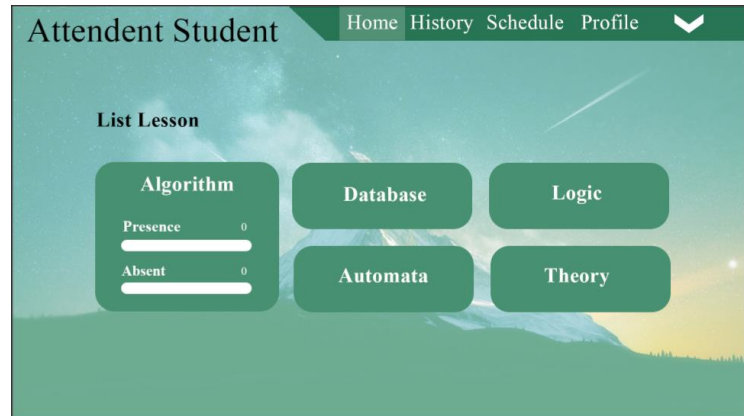 Attendent Student
Home History Schedule Profile
List Lesson
Algorithm
Presence 0
Absent 0
Database
Logic
Automata
Theory